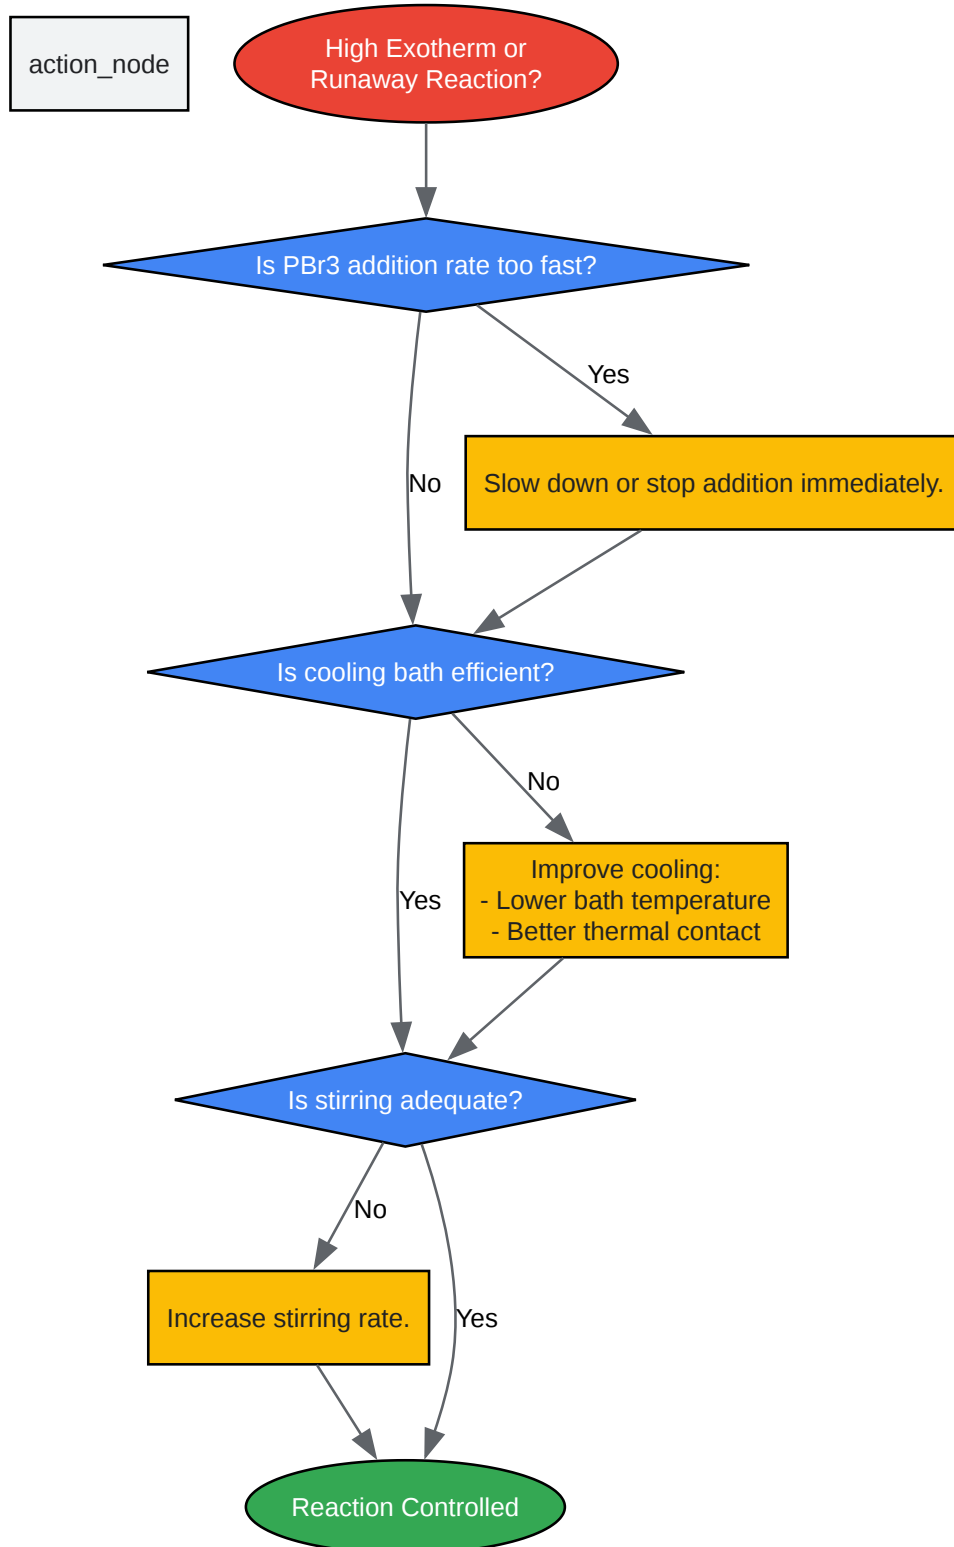 action_node
High Exotherm or
Runaway Reaction?
Is PBr3 addition rate too fast?
Yes
No
Slow down or stop addition immediately.
Is cooling bath efficient?
No
Improve cooling:
- Lower bath temperature
- Better thermal contact
Yes
Is stirring adequate?
No
Increase stirring rate.
Yes
Reaction Controlled